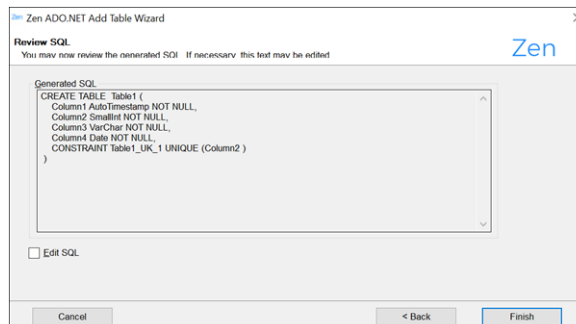 Zen Zen ADO.NET Add Table Wizard
Review SQL
You may now review the generated SQL. If necessary, this text may be edited
Zen
Generated SQL
CREATE TABLE Table1 (
Column1 AutoTimestamp NOT NULL,
Column2 SmallInt NOT NULL,
Column3 VarChar NOT NULL,
Column4 Date NOT NULL,
CONSTRAINT Table1_UK_1 UNIQUE (Column2 )
)
Edit SQL
Cancel
< Back
Finish